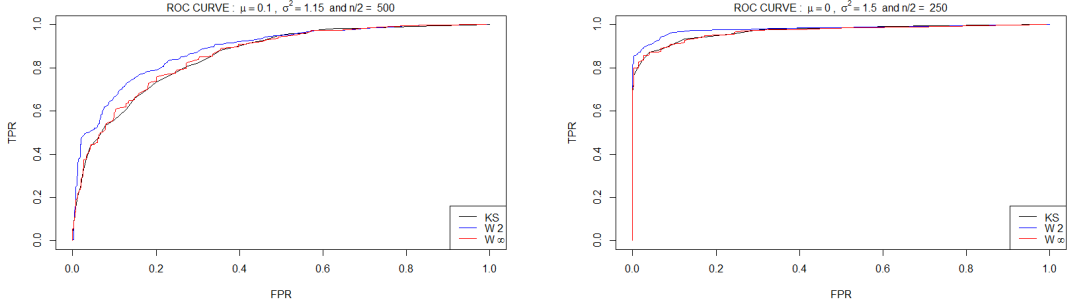 ROC CURVE : μ = 0.1 , σ² = 1.15 and n/2 = 500
TPR
1.0
0.8
0.6
0.4
0.2
0.0
KS
W 2
W ∞
0.0 0.2 0.4 0.6 0.8 1.0
FPR
ROC CURVE : μ = 0 , σ² = 1.5 and n/2 = 250
TPR
1.0
0.8
0.6
0.4
0.2
0.0
KS
W 2
W ∞
0.0 0.2 0.4 0.6 0.8 1.0
FPR